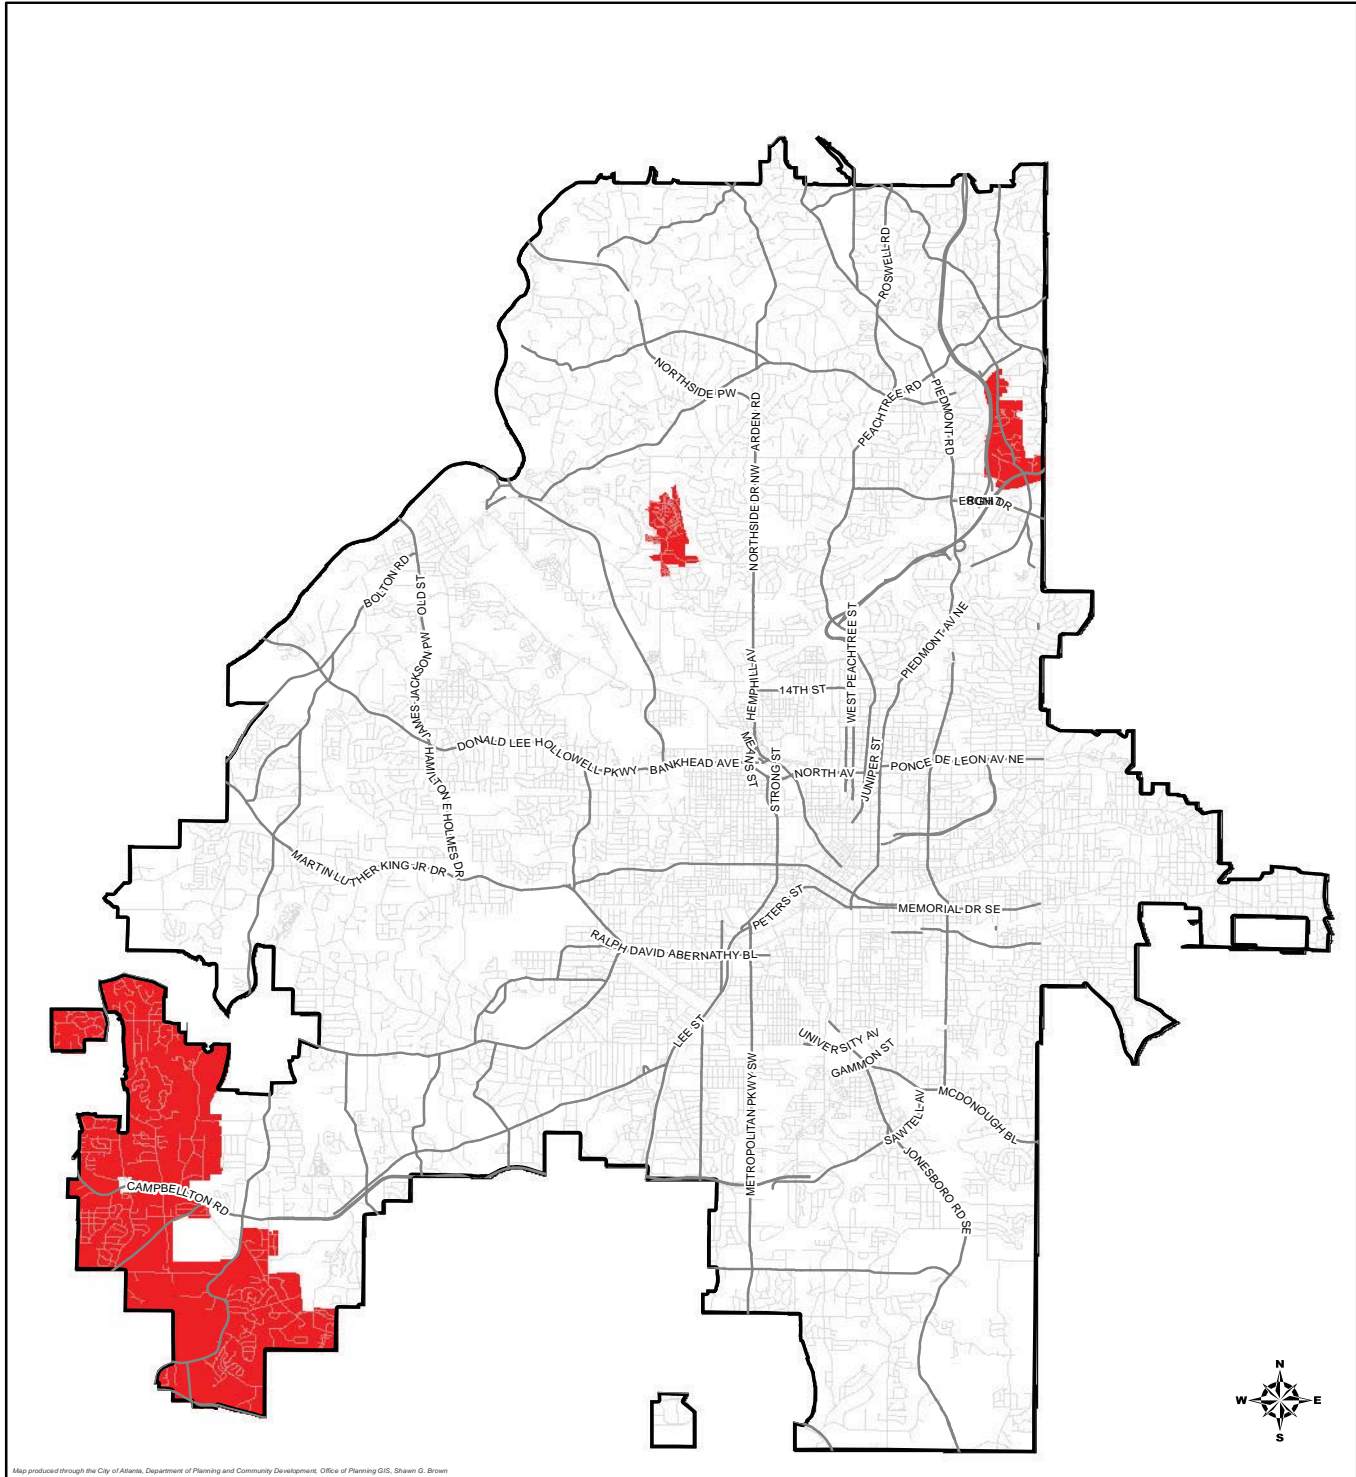 ROSWELL RD
NORTHSIDE PW
ARDEN RD
PEACHTREE RD
PIEDMONT RD
NORTHSIDE DR NW
BOLTON RD
OLD ST
JAMES JACKSON PW
WEST PEACHTREE ST
PIEDMONT AV NE
HEMPHILL AV
14TH ST
DONALD LEE HOLLOWELL PKWY
BANKHEAD AVE
MEANS ST
STRONG ST
NORTH AV
JUNIPER ST
PONCE DE LEON AV NE
HAMILTON E HOLMES DR
MARTIN LUTHER KING JR DR
PETERS ST
MEMORIAL DR SE
RALPH DAVID ABERNATHY BL
LEE ST
UNIVERSITY AV
GAMMON ST
METROPOLITAN PKWY SW
SAWTELL AV
MCDONOUGH BL
JONESBORO RD SE
CAMPBELLTON RD
N
W E
S
Map produced through the City of Atlanta, Department of Planning and Community Development, Office of Planning GIS, Shawn G. Brown